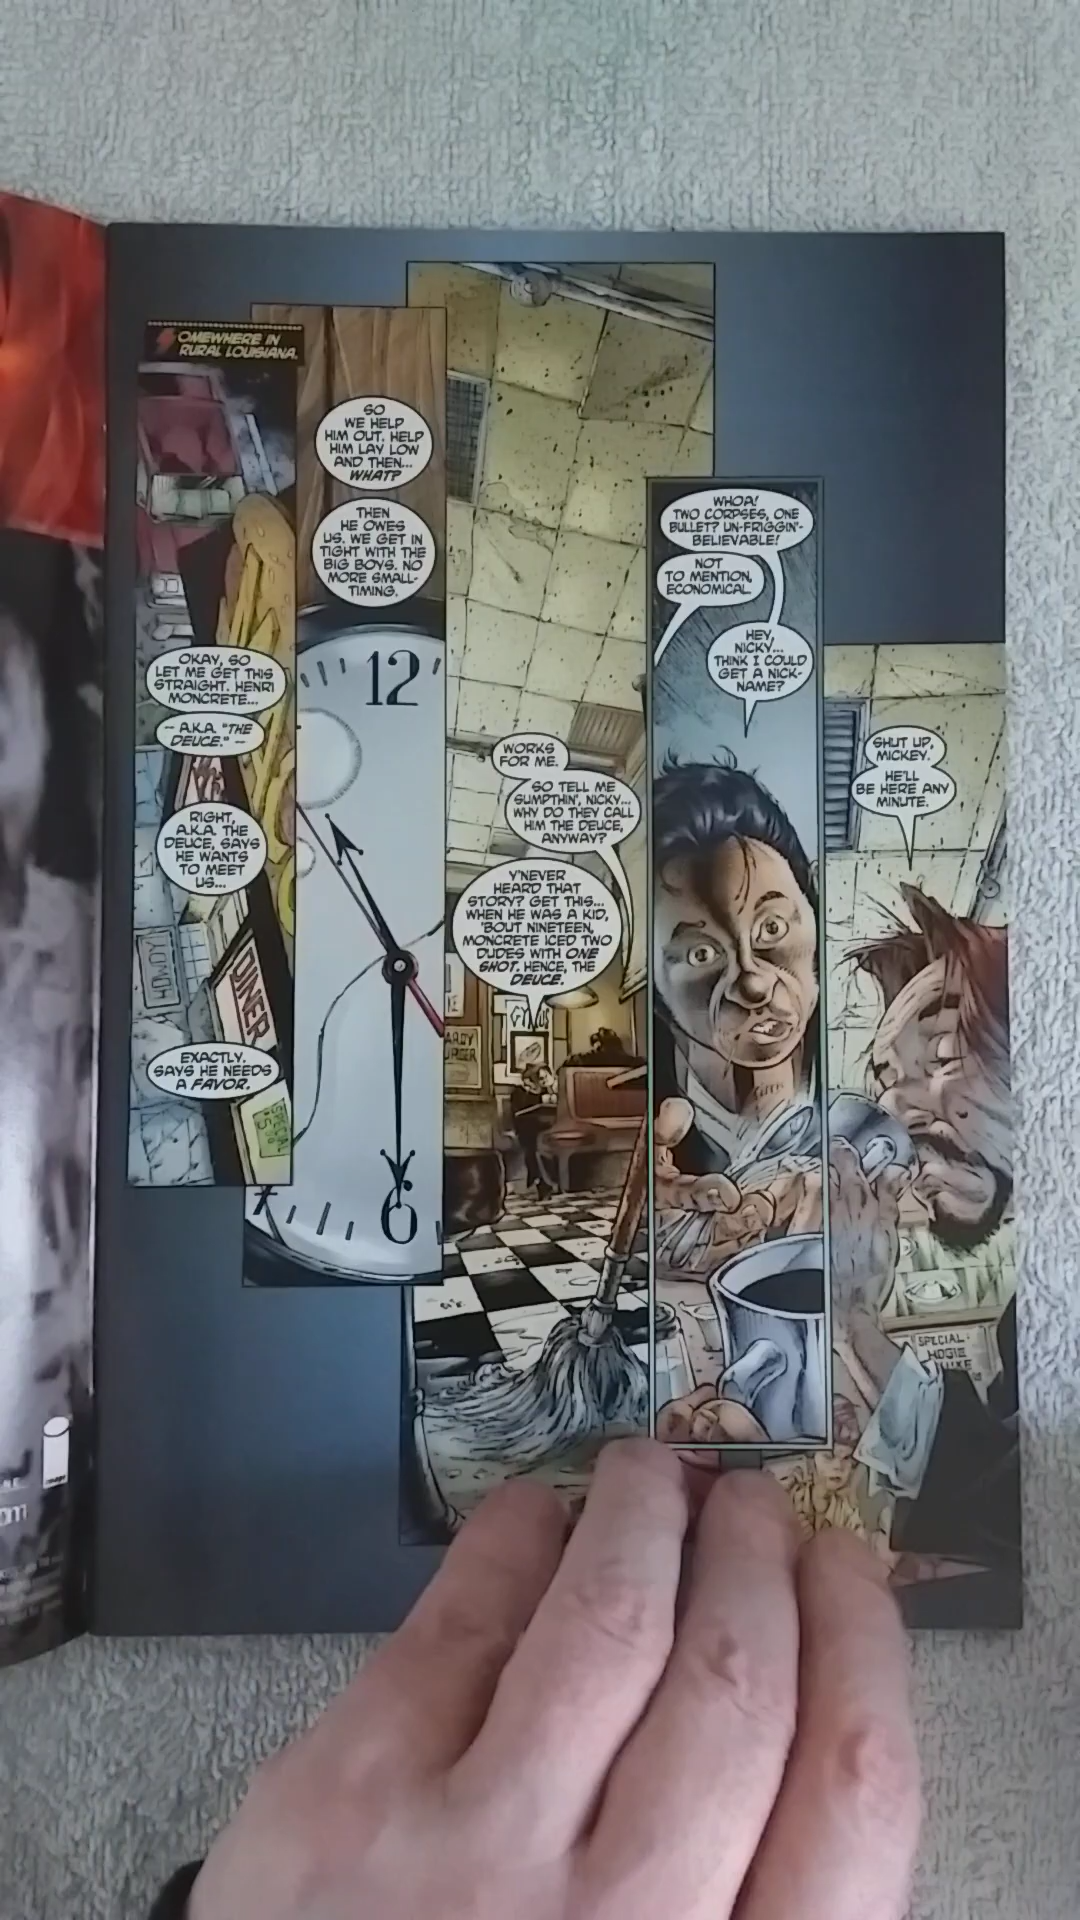 SOMEWHERE IN
RURAL LOUISIANA.
OKAY, SO
LET ME GET THIS
STRAIGHT. HENRI
MONCRETE...
— A.K.A. "THE
DEUCE." —
RIGHT,
A.K.A. THE
DEUCE, SAYS
HE WANTS
TO MEET
US...
EXACTLY.
SAYS HE NEEDS
A FAVOR.
HOWDY
DINER
SPECIAL
SO
WE HELP
HIM OUT. HELP
HIM LAY LOW
AND THEN...
WHAT?
THEN
HE OWES
US. WE GET IN
TIGHT WITH THE
BIG BOYS. NO
MORE SMALL-
TIMING.
12
6
WORKS
FOR ME.
SO TELL ME
SUMPTHIN', NICKY...
WHY DO THEY CALL
HIM THE DEUCE,
ANYWAY?
Y'NEVER
HEARD THAT
STORY? GET THIS...
WHEN HE WAS A KID,
'BOUT NINETEEN,
MONCRETE ICED TWO
DUDES WITH ONE
SHOT. HENCE, THE
DEUCE.
WHOA!
TWO CORPSES, ONE
BULLET? UN-FRIGGIN'-
BELIEVABLE!
NOT
TO MENTION,
ECONOMICAL.
HEY,
NICKY...
THINK I COULD
GET A NICK-
NAME?
SHUT UP,
MICKEY.
HE'LL
BE HERE ANY
MINUTE.
SPECIAL:
HOGIE